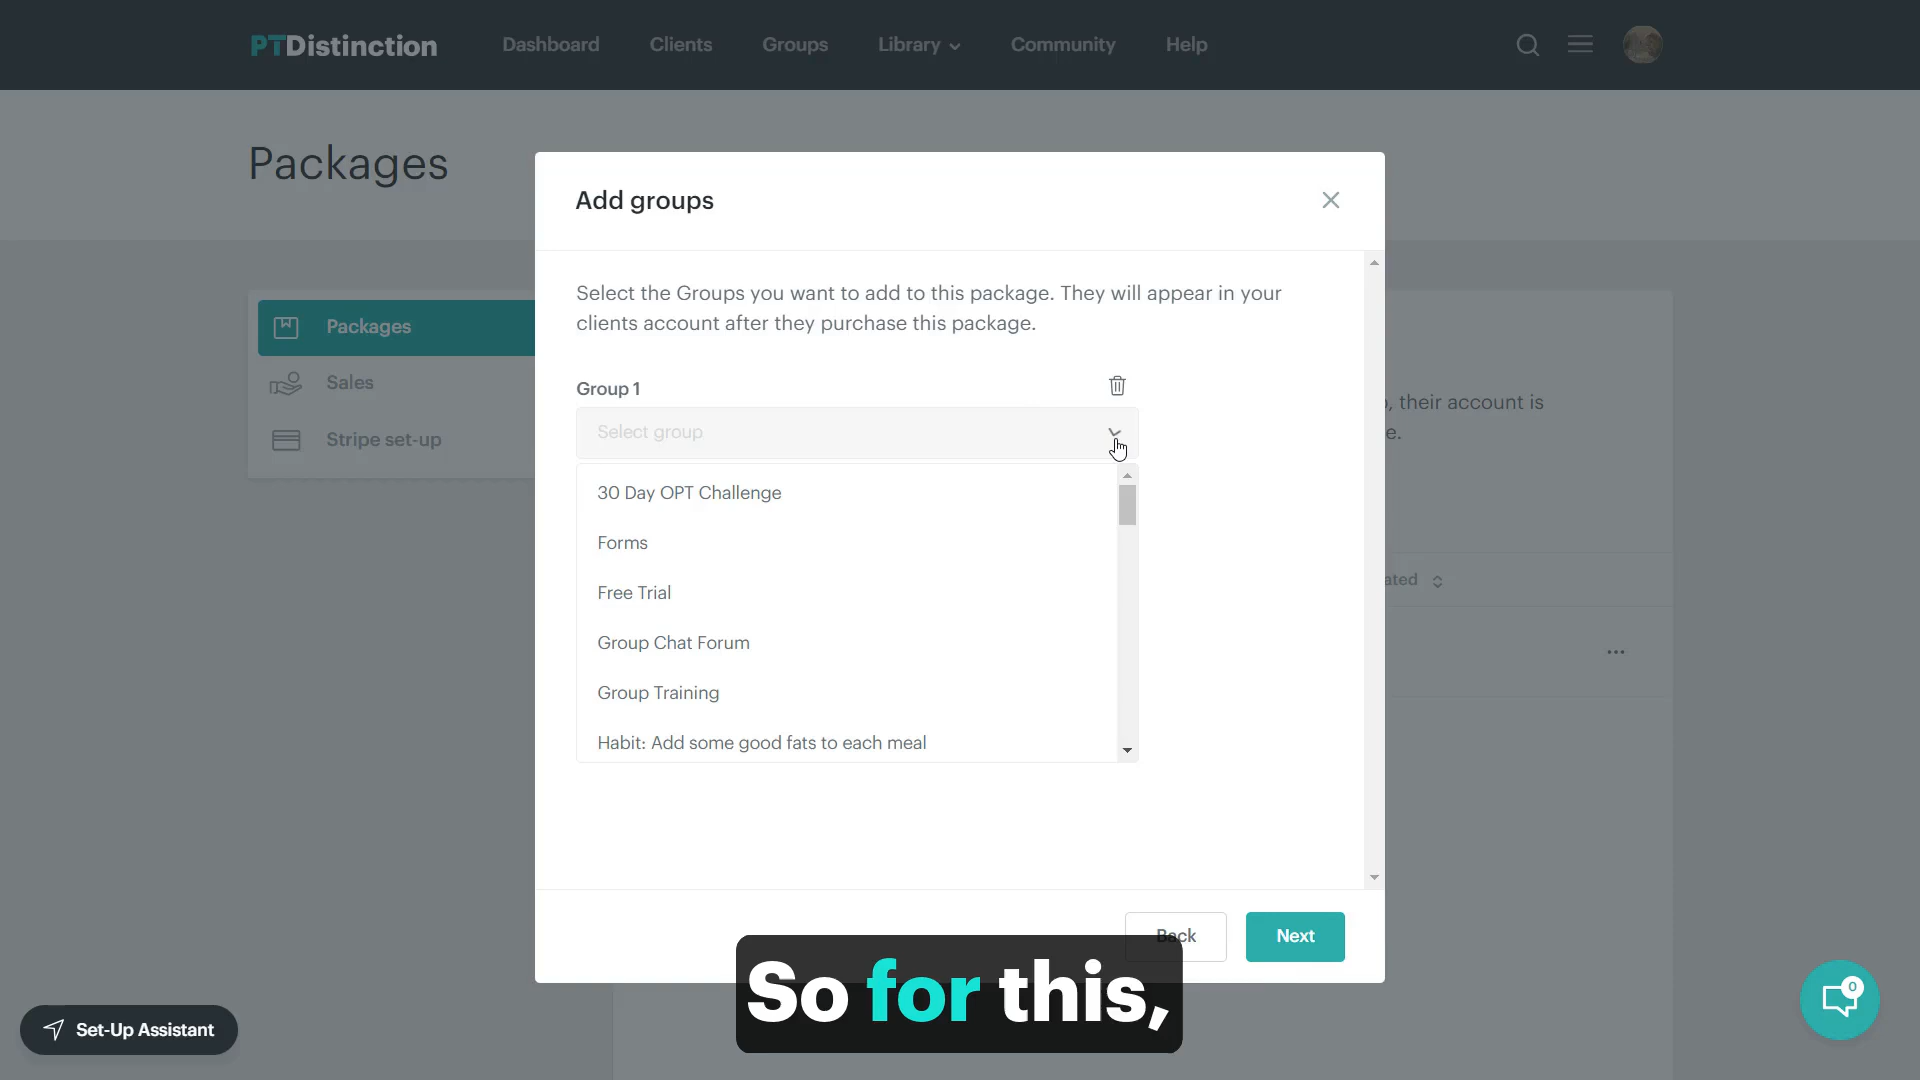 PTDistinction
Dashboard
Clients
Groups
Library
Community
Help
Packages
Add groups
Select the Groups you want to add to this package. They will appear in your
clients account after they purchase this package.
Packages
Sales
Stripe set-up
, their account is
e.
Group 1
Select group
30 Day OPT Challenge
Forms
Free Trial
Group Chat Forum
Group Training
Habit: Add some good fats to each meal
ated
Back
Next
So for this,
Set-Up Assistant
0